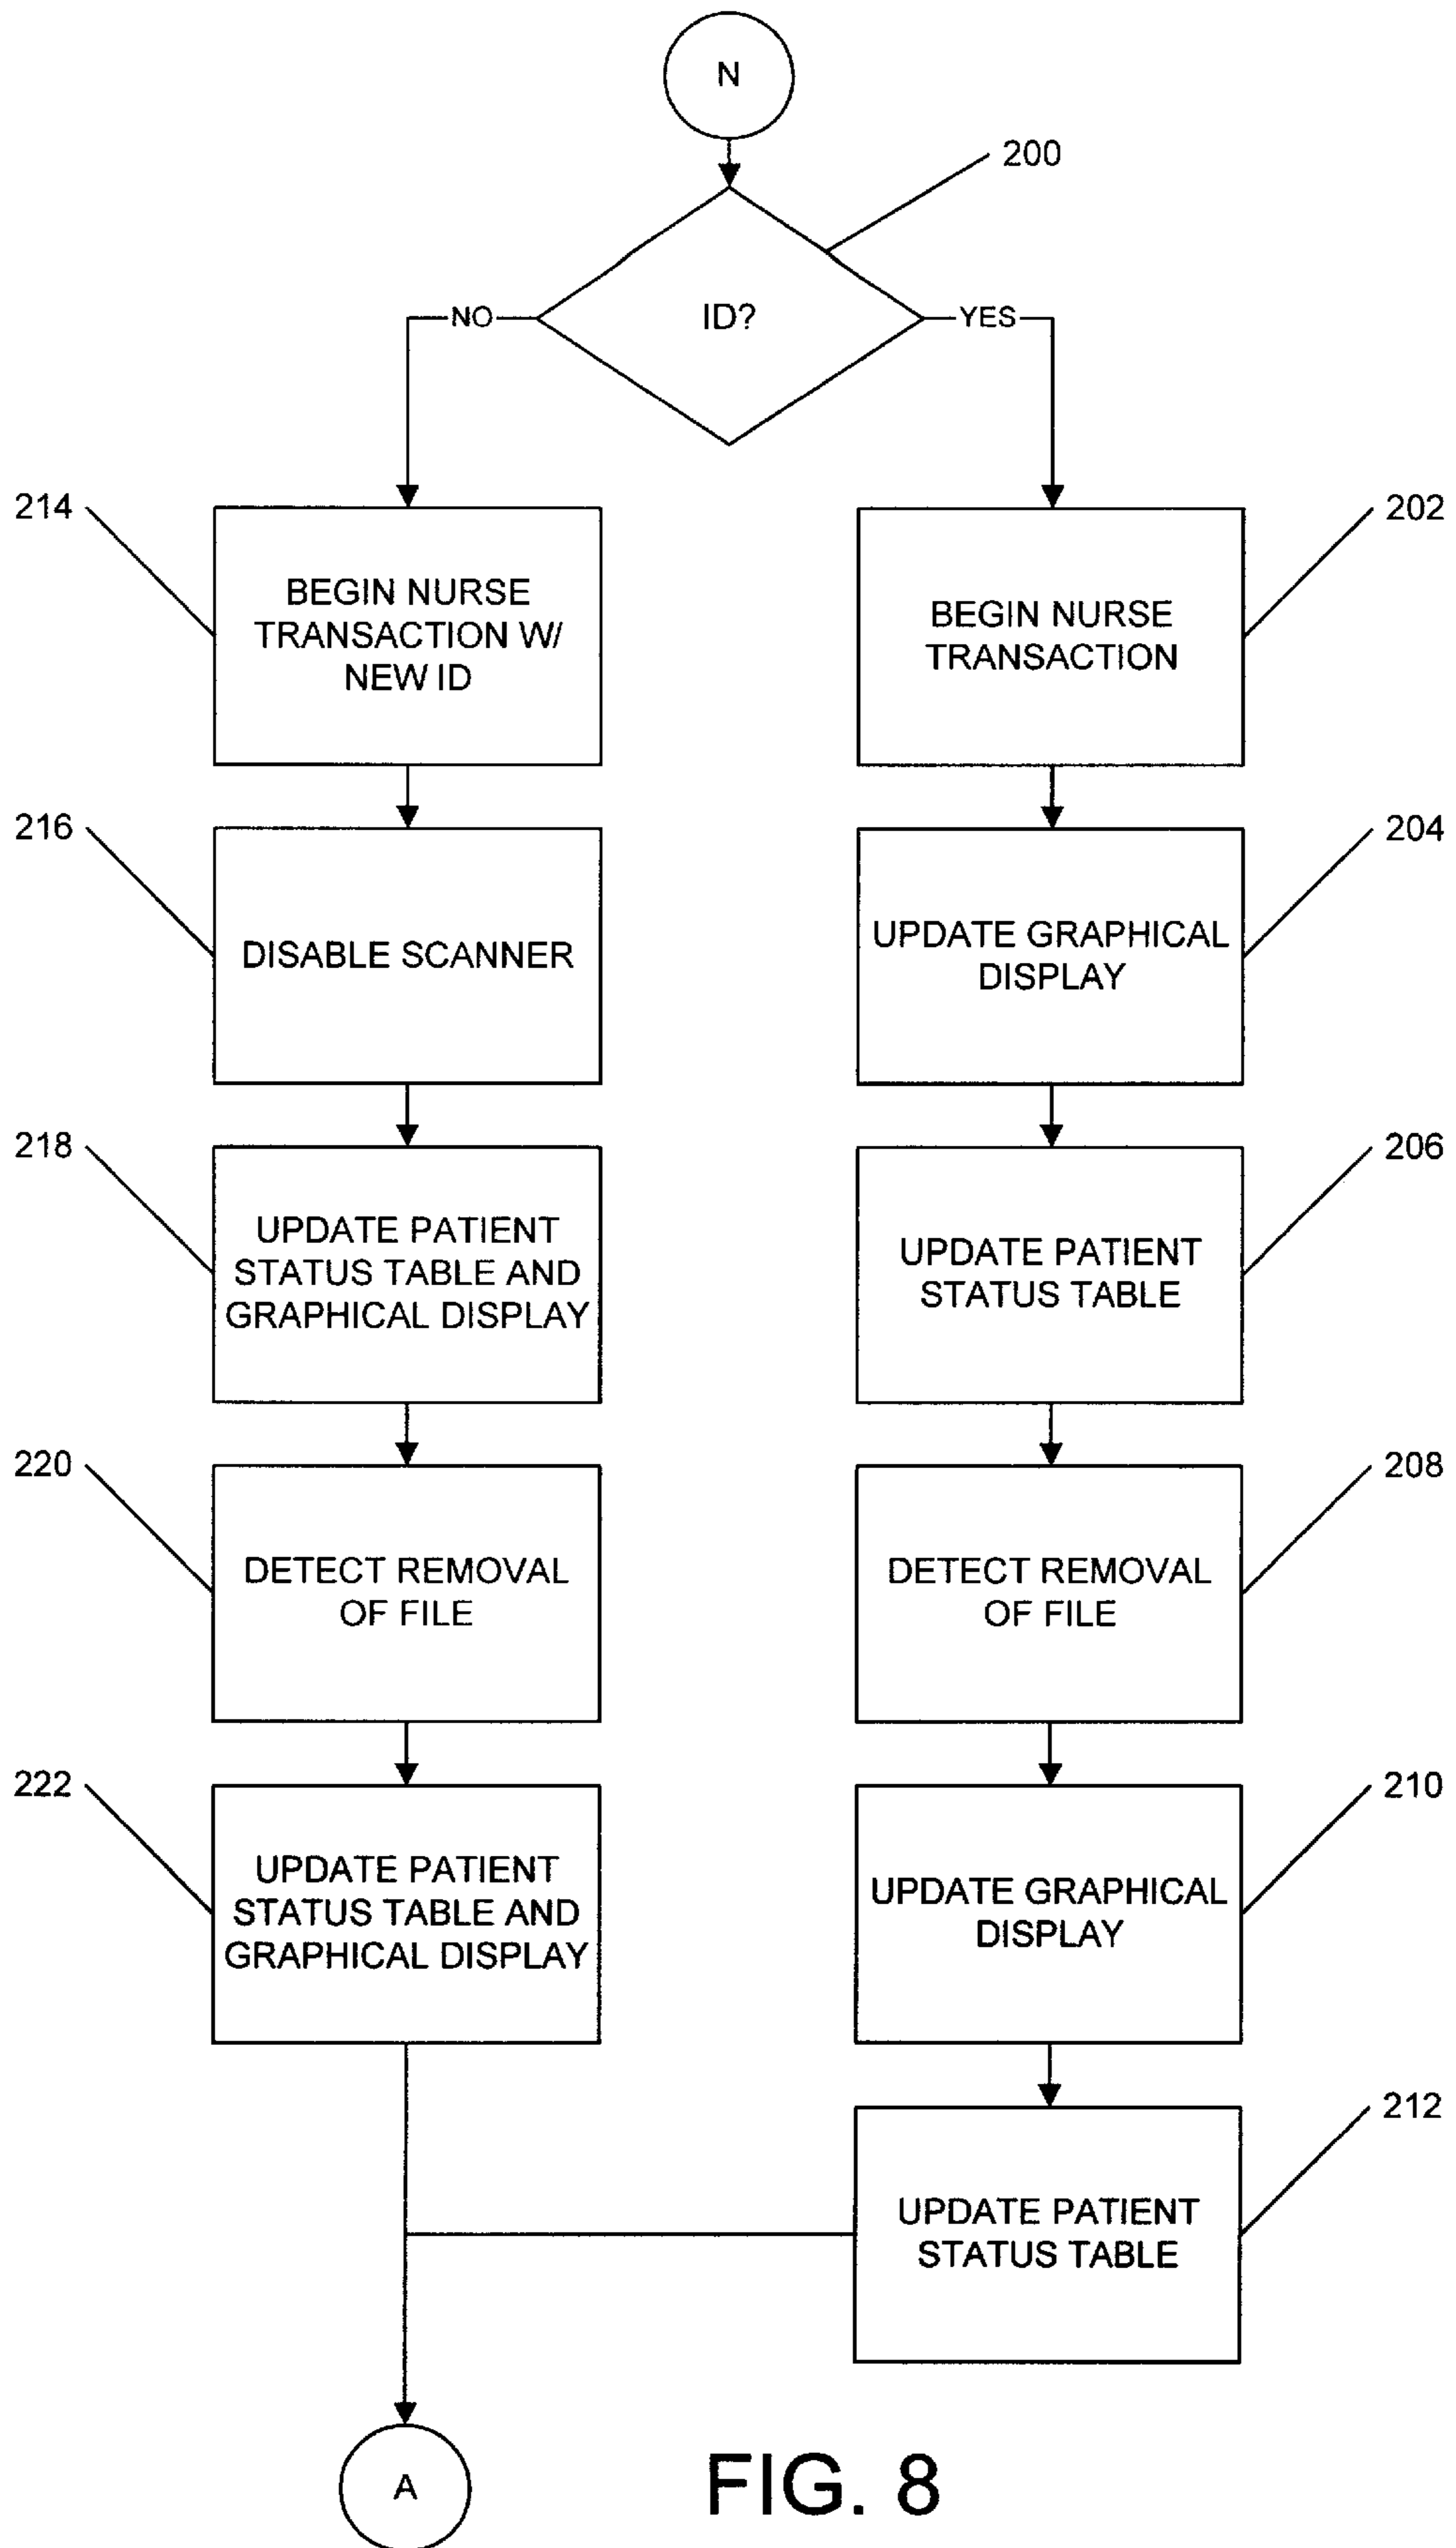 N
200
ID?
NO
YES
214
BEGIN NURSE
TRANSACTION W/
NEW ID
202
BEGIN NURSE
TRANSACTION
216
DISABLE SCANNER
204
UPDATE GRAPHICAL
DISPLAY
218
UPDATE PATIENT
STATUS TABLE AND
GRAPHICAL DISPLAY
206
UPDATE PATIENT
STATUS TABLE
220
DETECT REMOVAL
OF FILE
208
DETECT REMOVAL
OF FILE
222
UPDATE PATIENT
STATUS TABLE AND
GRAPHICAL DISPLAY
210
UPDATE GRAPHICAL
DISPLAY
212
UPDATE PATIENT
STATUS TABLE
A
FIG. 8